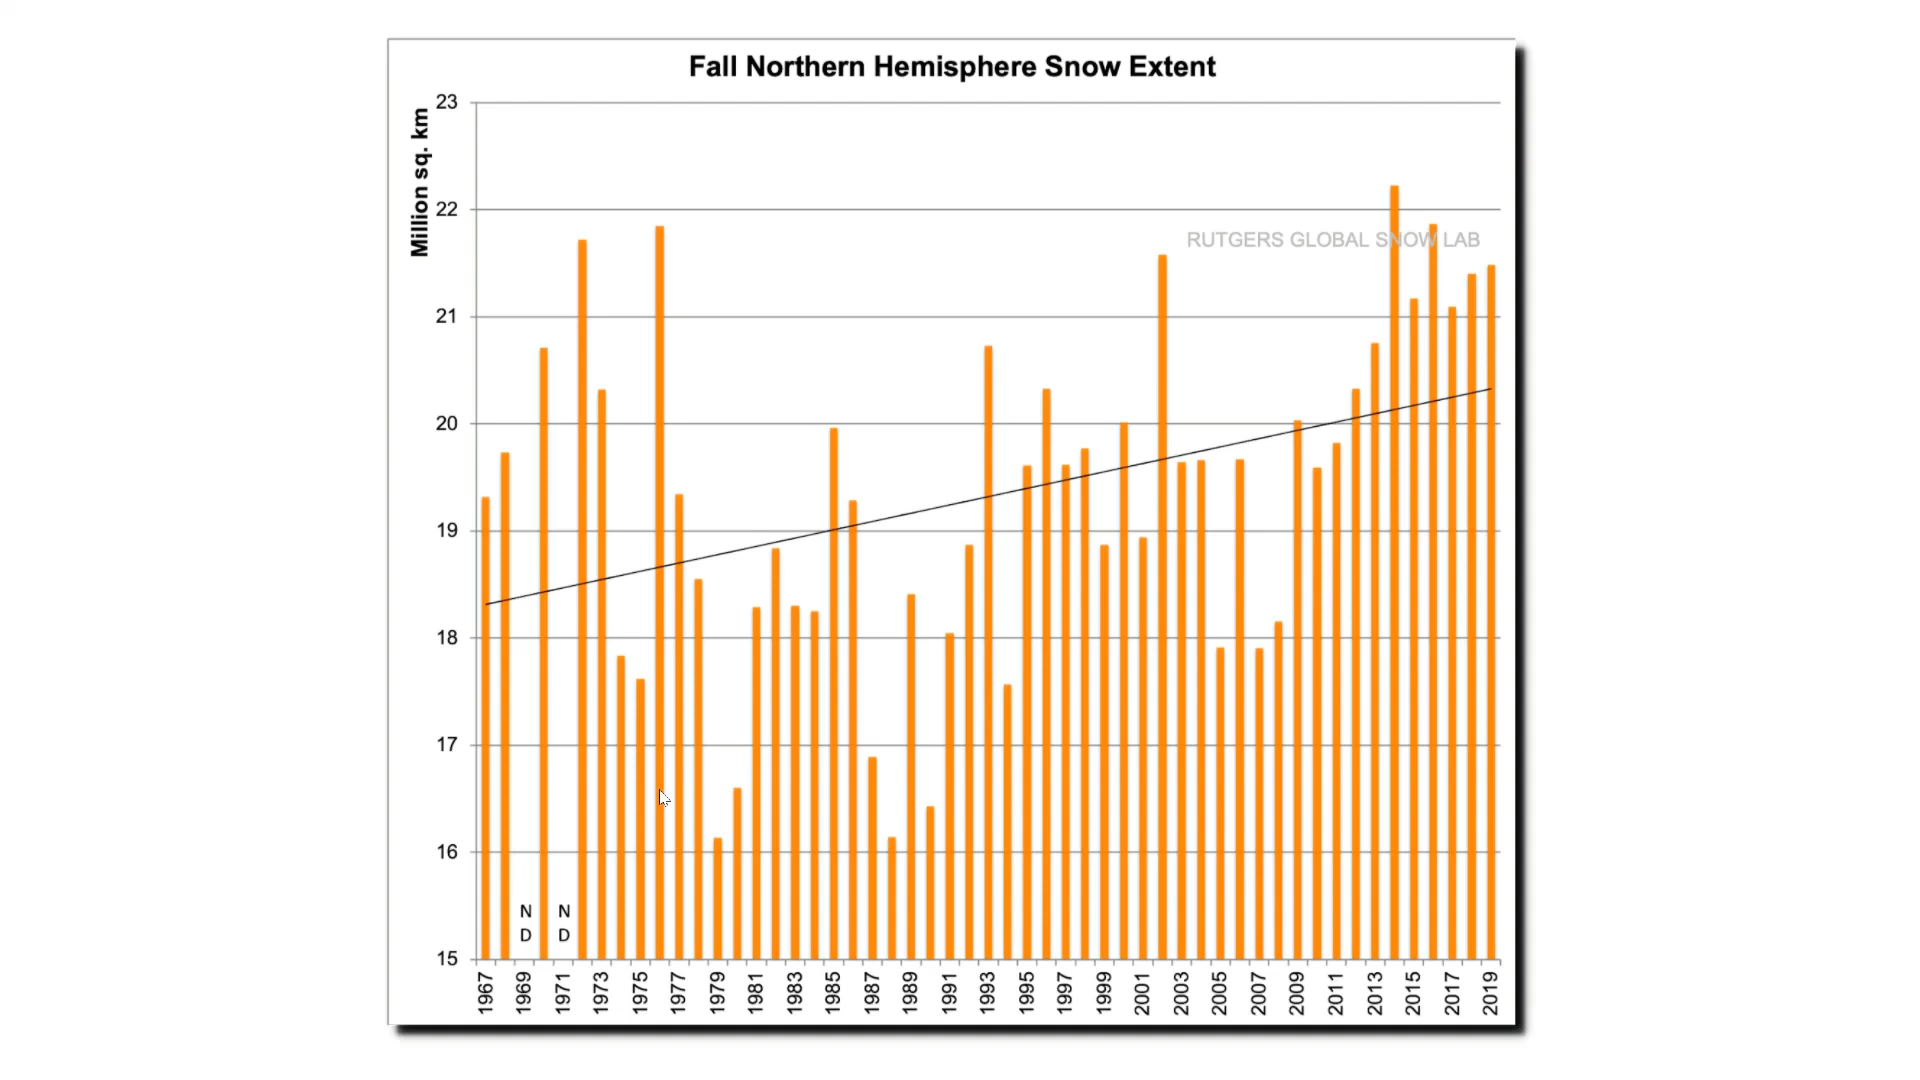 Fall Northern Hemisphere Snow Extent
Million sq. km
23
22
21
20
19
18
17
16
15
RUTGERS GLOBAL SNOW LAB
N N
D D
1967 1969 1971 1973 1975 1977 1979 1981 1983 1985 1987 1989 1991 1993 1995 1997 1999 2001 2003 2005 2007 2009 2011 2013 2015 2017 2019